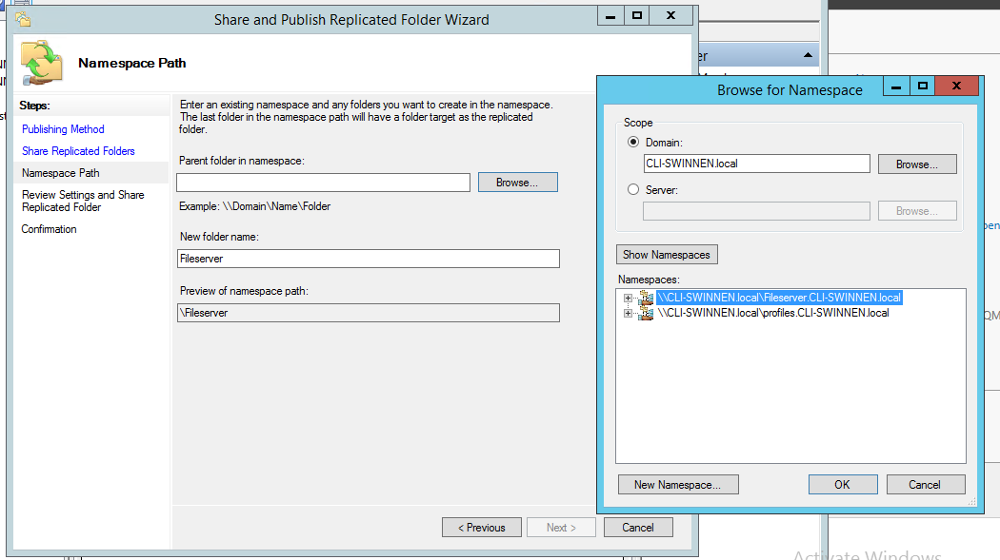 Share and Publish Replicated Folder Wizard
Namespace Path
Steps:
Publishing Method
Share Replicated Folders
Namespace Path
Review Settings and Share
Replicated Folder
Confirmation
Enter an existing namespace and any folders you want to create in the namespace.
The last folder in the namespace path will have a folder target as the replicated
folder.
Parent folder in namespace:
Browse...
Example: \\Domain\Name\Folder
New folder name:
Fileserver
Preview of namespace path:
\Fileserver
< Previous
Next >
Cancel
Browse for Namespace
Scope
Domain:
CLI-SWINNEN.local
Browse...
Server:
Browse...
Show Namespaces
Namespaces:
\\CLI-SWINNEN.local\Fileserver.CLI-SWINNEN.local
\\CLI-SWINNEN.local\profiles.CLI-SWINNEN.local
New Namespace...
OK
Cancel
Activate Windows